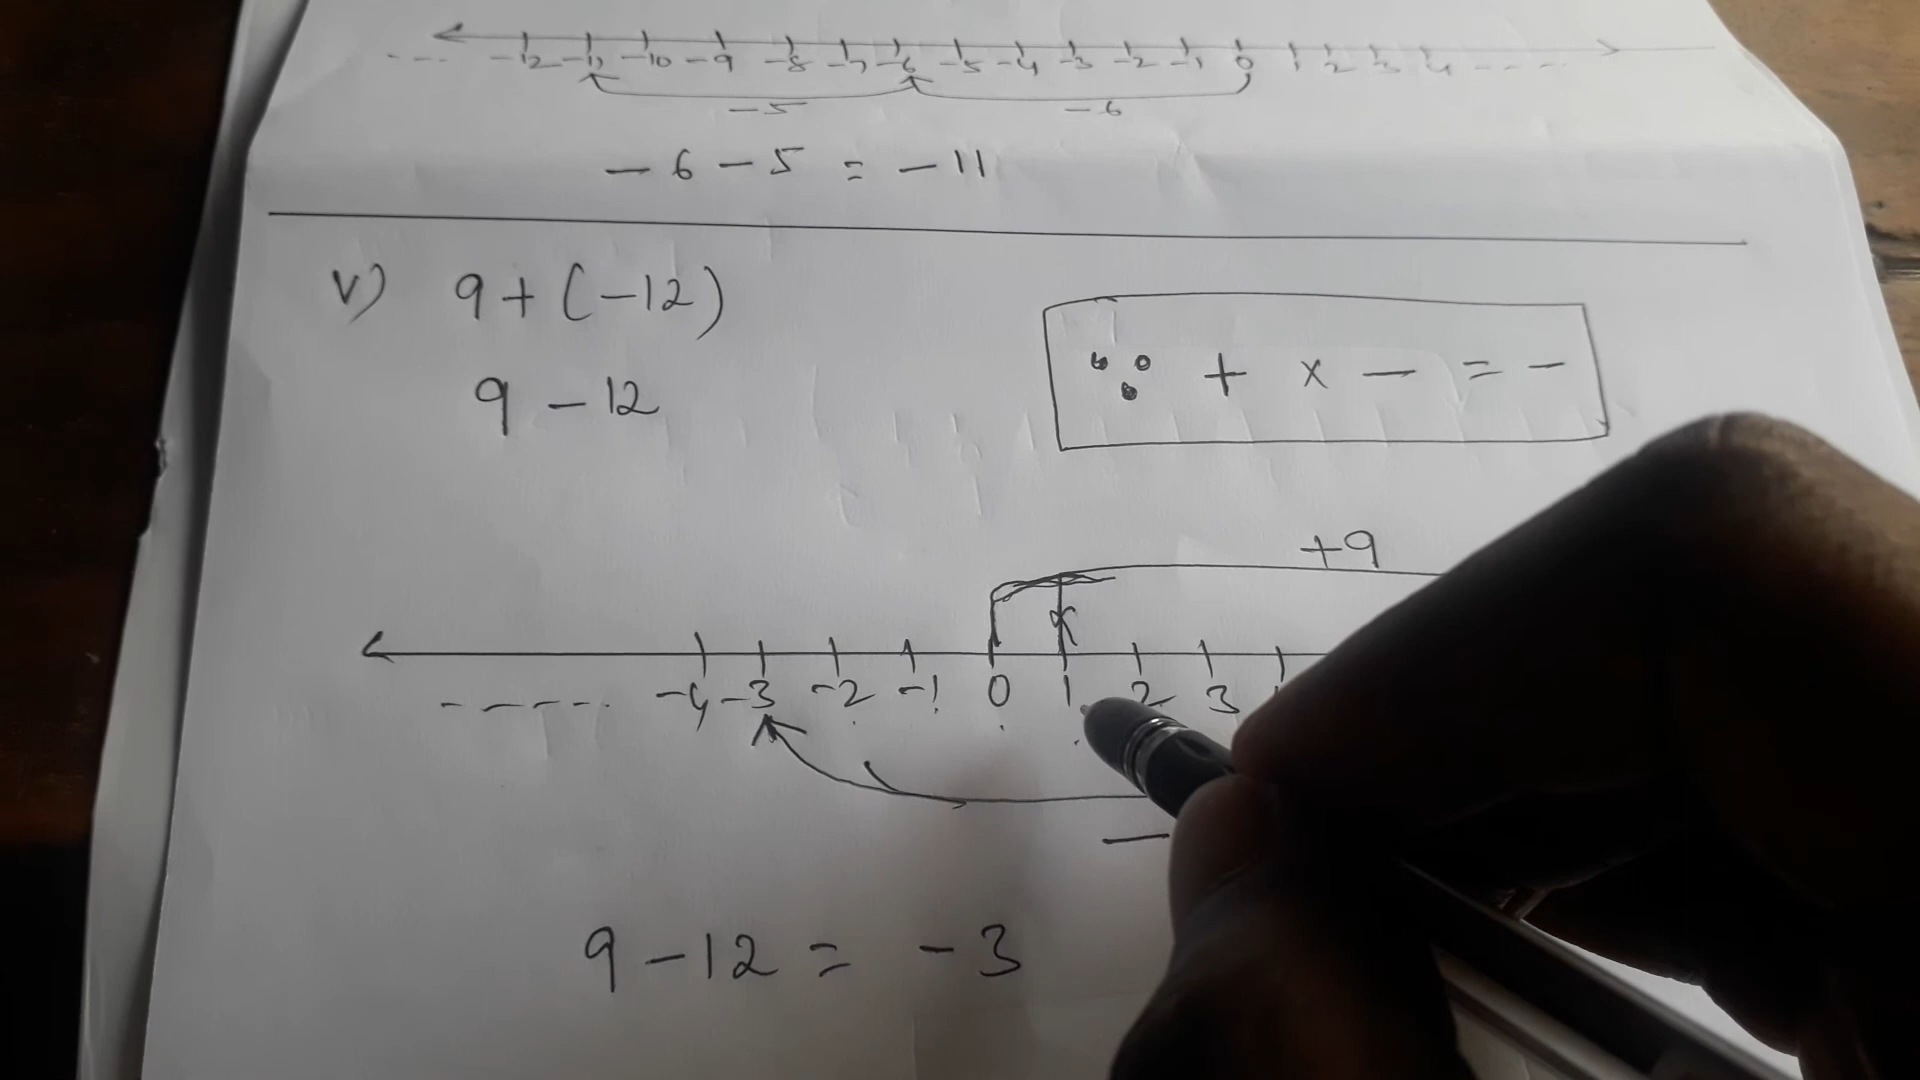 ---- -12 -11 -10 -9 -8 -7 -6 -5 -4 -3 -2 -1 0 1 2 3 4 ----
-5 -6
- 6 - 5 = - 11
v) 9 + (-12)
9 - 12
∵ + x - = -
+9
----- -4 -3 -2 -1 0 1 2 3
-
9 - 12 = - 3